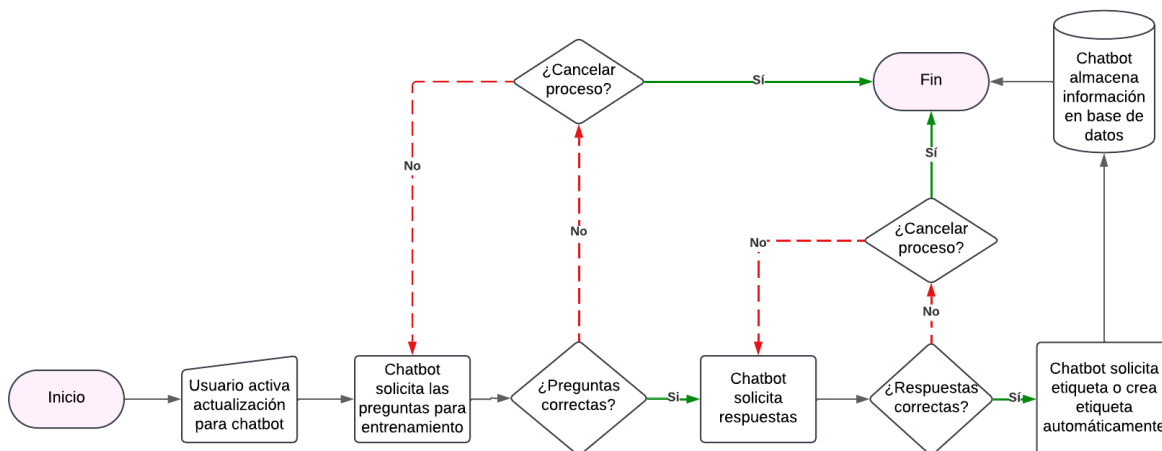 ¿Cancelar
proceso?
Sí
Fin
Chatbot
almacena
información
en base de
datos
No
No
Sí
¿Cancelar
proceso?
No
No
Inicio
Usuario activa
actualización
para chatbot
Chatbot
solicita las
preguntas para
entrenamiento
¿Preguntas
correctas?
Si
Chatbot
solicita
respuestas
¿Respuestas
correctas?
Sí
Chatbot solicita
etiqueta o crea
etiqueta
automáticamente